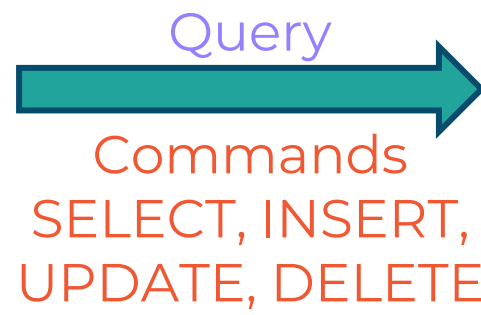 Query
Commands
SELECT, INSERT,
UPDATE, DELETE